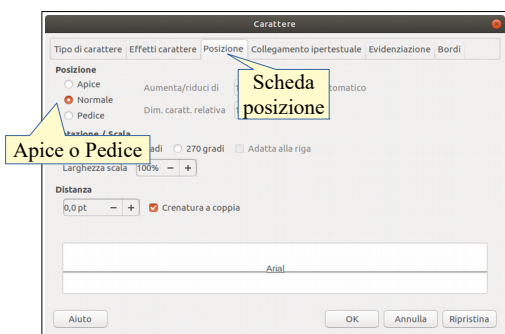 Carattere
Tipo di carattere Effetti carattere Posizione Collegamento ipertestuale Evidenziazione Bordi
Posizione
Apice Aumenta/riduci di
Normale Dim. caratt. relativa
Pedice
Scheda
posizione
Apice o Pedice
270 gradi Adatta alla riga
Larghezza scala 100% − +
Distanza
0,0 pt − + Crenatura a coppia
Arial
Aiuto OK Annulla Ripristina